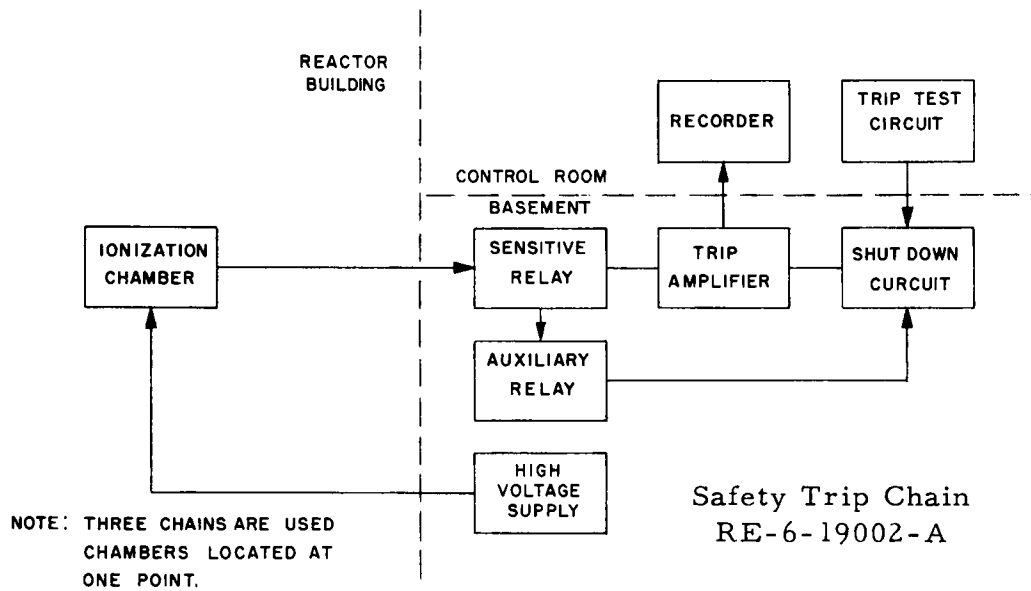 REACTOR
BUILDING
RECORDER
TRIP TEST
CIRCUIT
CONTROL ROOM
BASEMENT
IONIZATION
CHAMBER
SENSITIVE
RELAY
TRIP
AMPLIFIER
SHUT DOWN
CURCUIT
AUXILIARY
RELAY
HIGH
VOLTAGE
SUPPLY
Safety Trip Chain
RE-6-19002-A
NOTE: THREE CHAINS ARE USED
CHAMBERS LOCATED AT
ONE POINT.